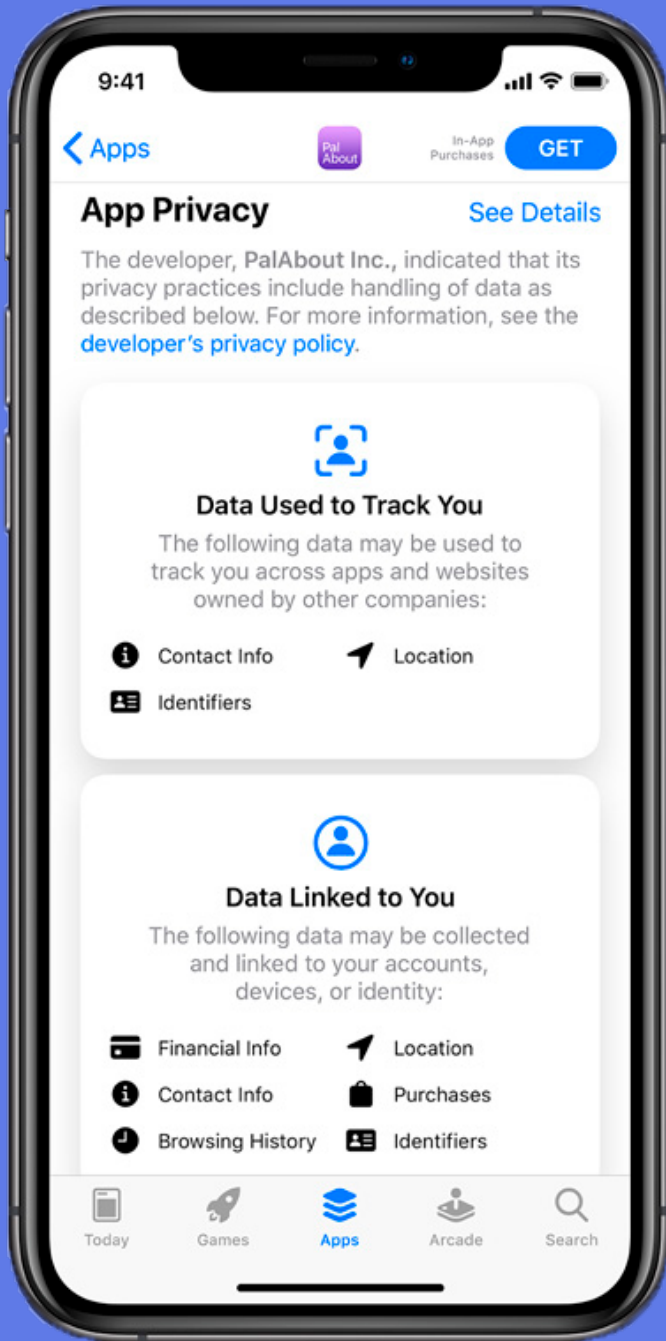 9:41
Apps
Pal
About
In-App
Purchases
GET
App Privacy
See Details
The developer, PalAbout Inc., indicated that its
privacy practices include handling of data as
described below. For more information, see the
developer's privacy policy.
Data Used to Track You
The following data may be used to
track you across apps and websites
owned by other companies:
Contact Info
Location
Identifiers
Data Linked to You
The following data may be collected
and linked to your accounts,
devices, or identity:
Financial Info
Location
Contact Info
Purchases
Browsing History
Identifiers
Today
Games
Apps
Arcade
Search